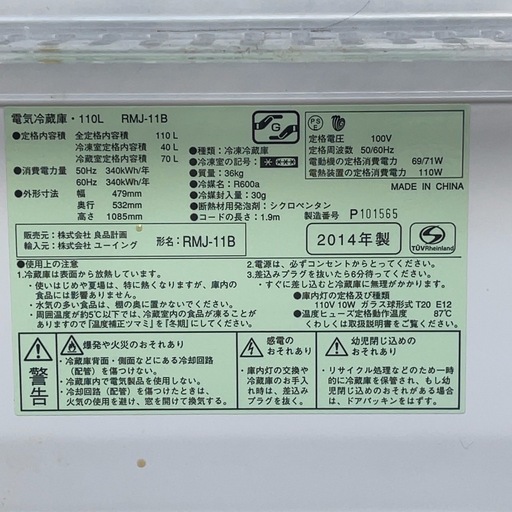 電気冷蔵庫・110L RMJ-11B
●定格内容積 全定格内容積 110 L
冷凍室定格内容積 40 L
冷蔵室定格内容積 70 L
●消費電力量 50Hz 340kWh/年
60Hz 340kWh/年
●外形寸法 幅 479mm
奥行 532mm
高さ 1085mm
●種類：冷凍冷蔵庫
●冷凍室の記号：
●質量：36kg
●冷媒名：R600a
●冷媒封入量：30g
●断熱材用発泡剤：シクロペンタン
●コードの長さ：1.9m
G
PS
E
定格電圧 100V
定格周波数 50/60Hz
電動機の定格消費電力 69/71W
電熱装置の定格消費電力 110W
MADE IN CHINA
製造番号 P101565
販売元：株式会社 良品計画
輸入元：株式会社 ユーイング
形名：RMJ-11B
2014年製
TÜVRheinland
●使用上の注意
1.冷蔵庫は据えつけても放熱しています。
・使いはじめや夏場は、特に熱くなりますが、庫内の
食品には影響がありません。
・水気の多い食品は、棚の奥に置かないでください。
・周囲温度が約5℃以下では、冷蔵室内の食品が凍ることが
ありますので「温度補正ツマミ」を「冬期」にしてください。
2.電源は、必ずコンセントからとってください。
3.差込みプラグを抜いたら6分待ってください。
・すぐに差し込むと冷蔵庫が故障することがあります。
●庫内灯の定格及び種類
110V 10W ガラス球形式 T20 E12
●温度ヒューズ定格動作温度 87℃
くわしくは取扱説明書をご覧ください。
警告
爆発や火災のおそれあり
・冷蔵庫背面・側面などにある冷却回路
（配管）を傷つけない。
・冷蔵庫内で電気製品を使用しない。
・冷却回路（配管）を傷つけたときは、
火気の使用を避け、窓を開けて換気する。
感電の
おそれあり
・庫内灯の交換や
冷蔵庫のお手入
れ時は、差込み
プラグを抜く。
幼児閉じ込めの
おそれあり
・リサイクル処理などのため一時的
に冷蔵庫を保管され、もし幼
児閉じ込めのおそれがある場合
は、ドアパッキンをはずす。